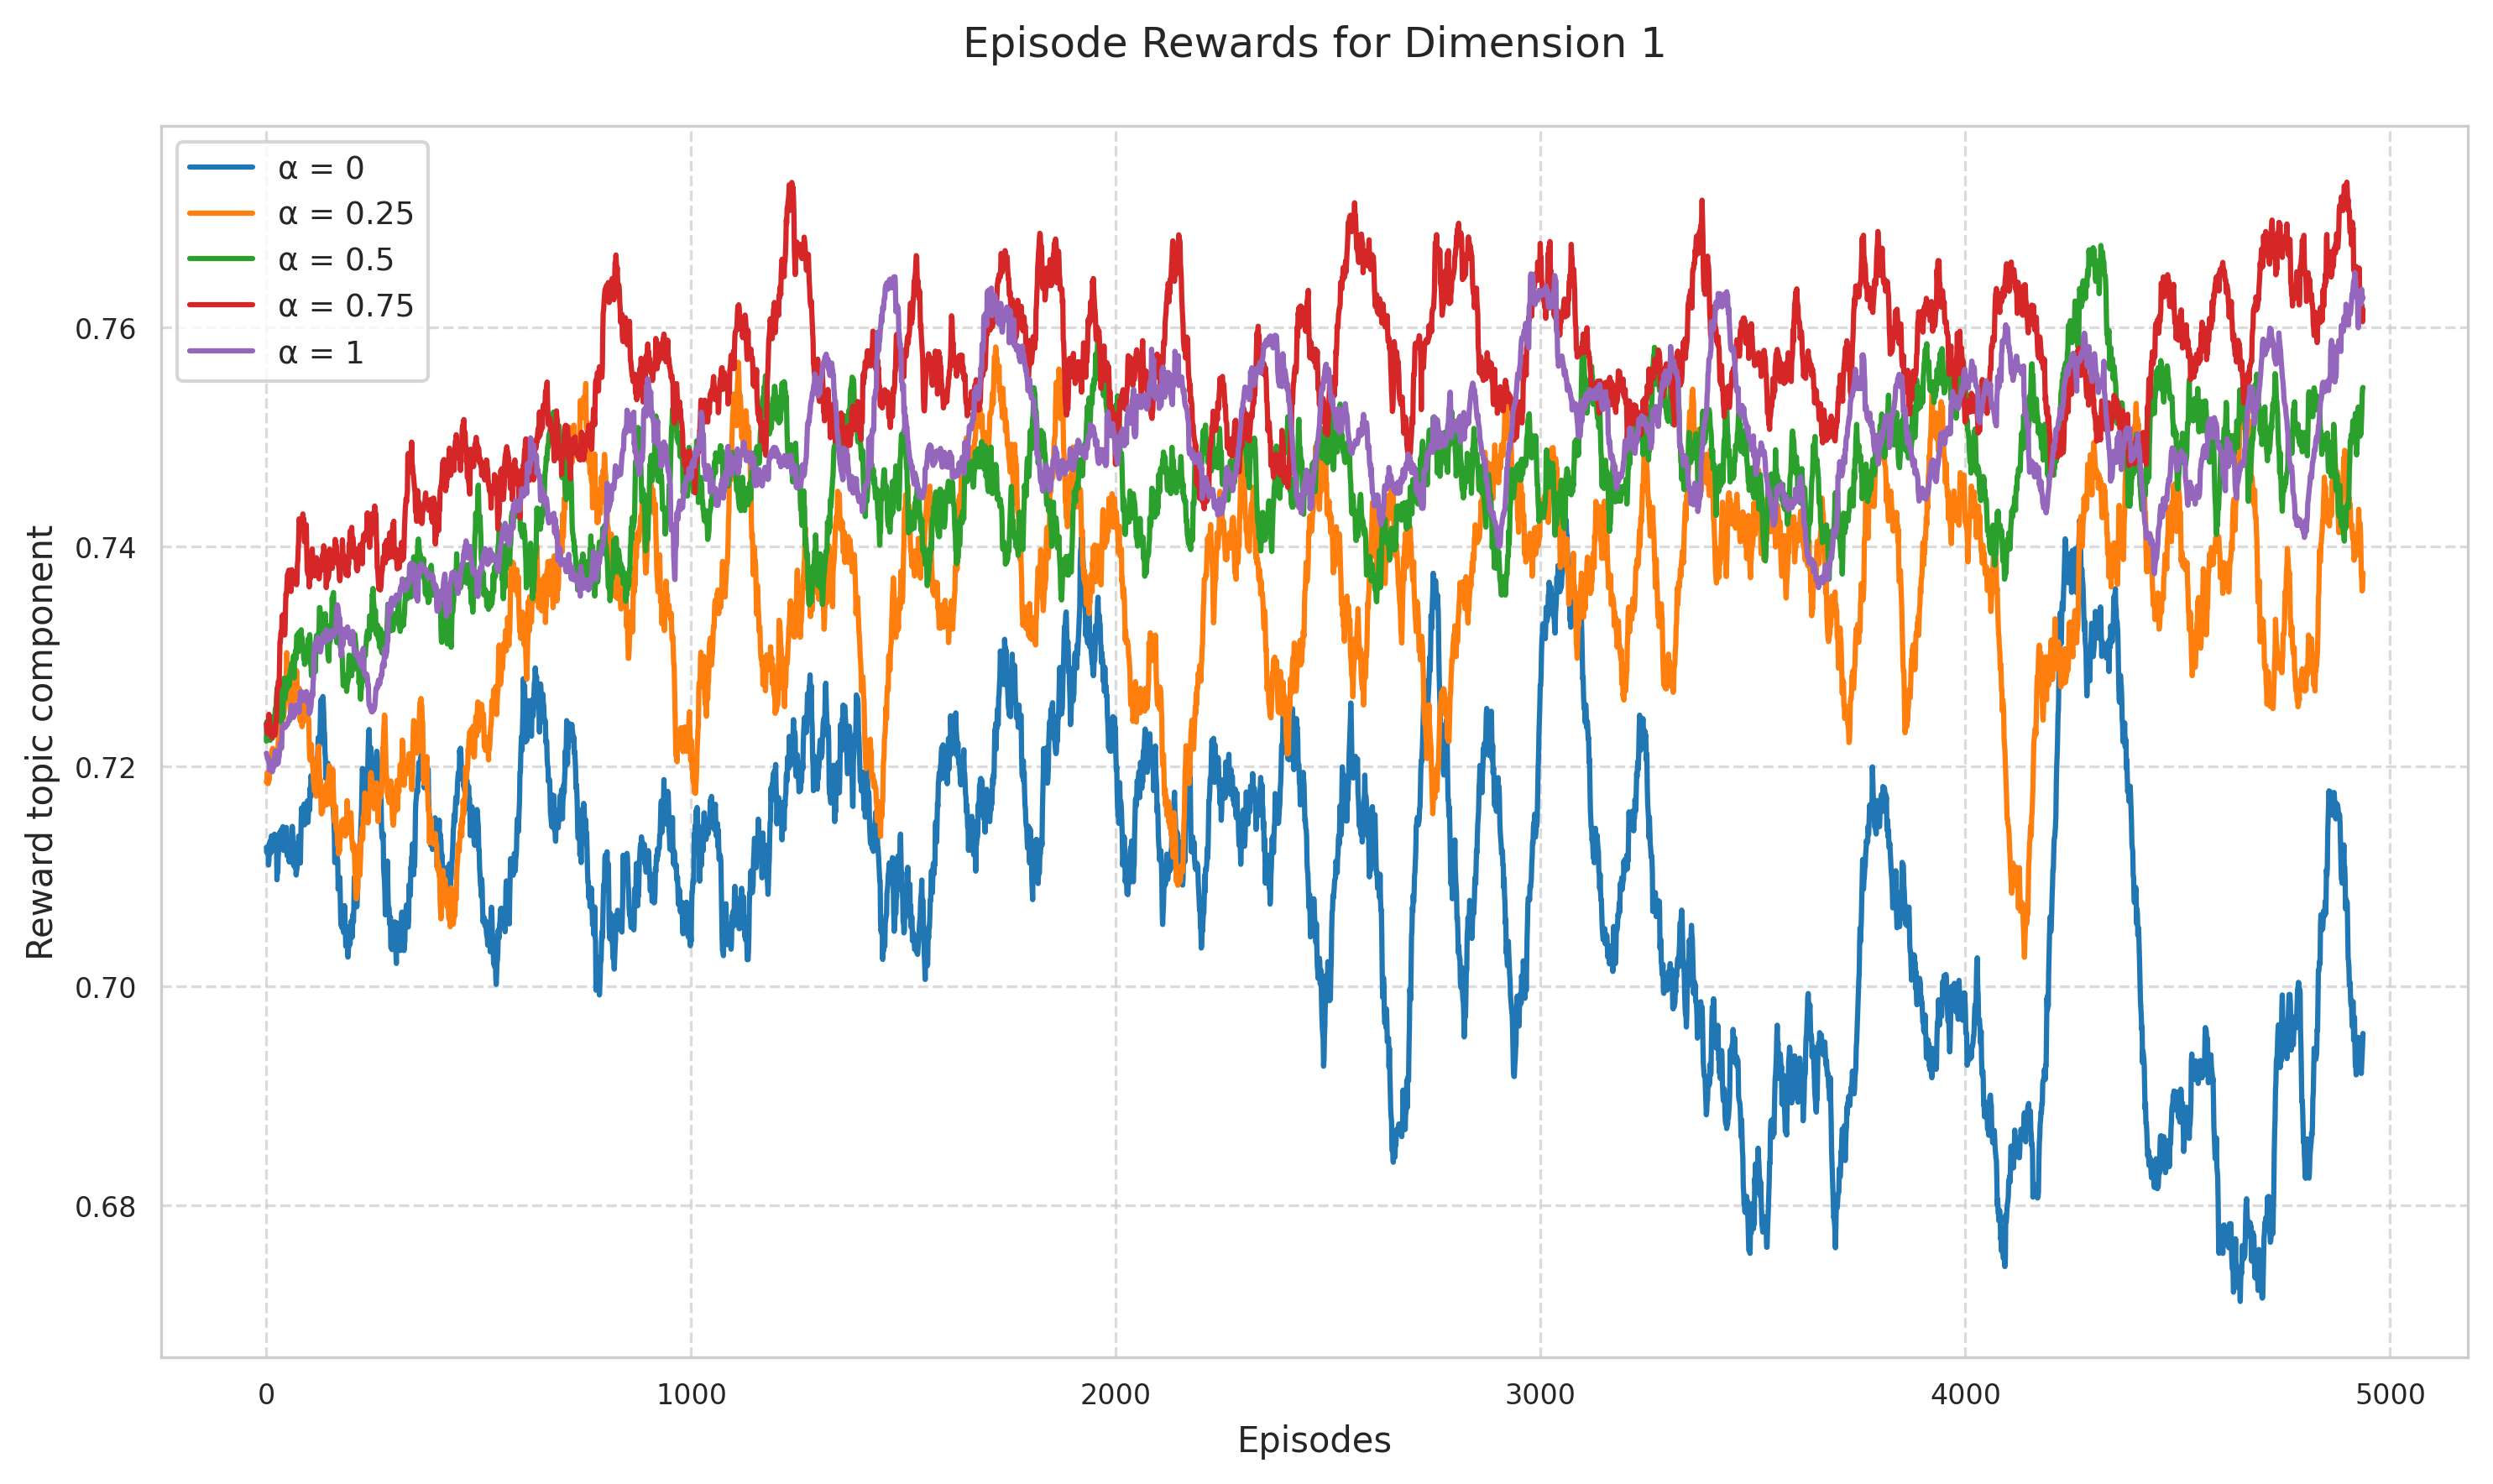 Episode Rewards for Dimension 1
α = 0
α = 0.25
α = 0.5
α = 0.75
α = 1
Reward topic component
0.76
0.74
0.72
0.70
0.68
0
1000
2000
3000
4000
5000
Episodes